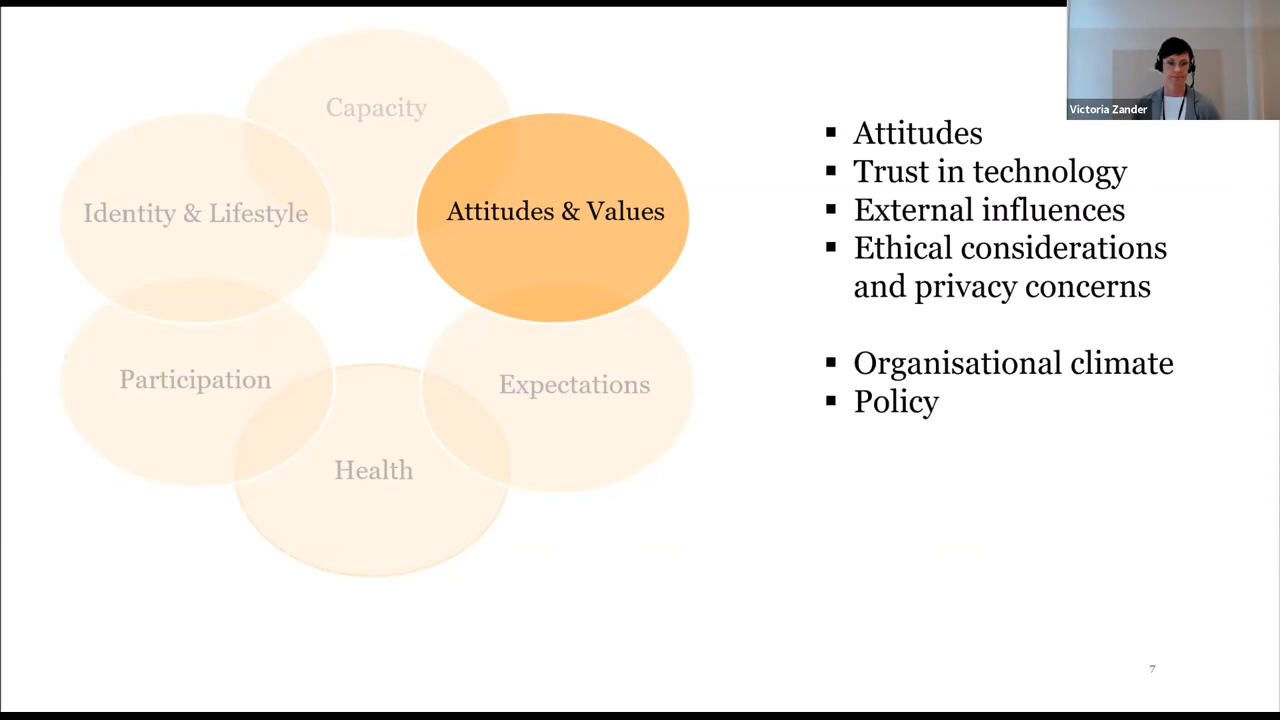 Capacity
Attitudes & Values
Identity & Lifestyle
Participation
Expectations
Health
▪ Attitudes
▪ Trust in technology
▪ External influences
▪ Ethical considerations
and privacy concerns
▪ Organisational climate
▪ Policy
Victoria Zander
7